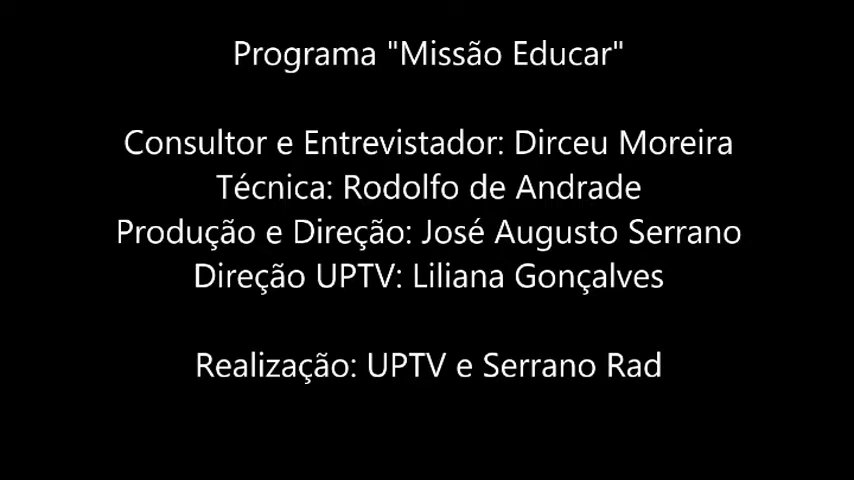 Programa "Missão Educar"
Consultor e Entrevistador: Dirceu Moreira
Técnica: Rodolfo de Andrade
Produção e Direção: José Augusto Serrano
Direção UPTV: Liliana Gonçalves
Realização: UPTV e Serrano Rad